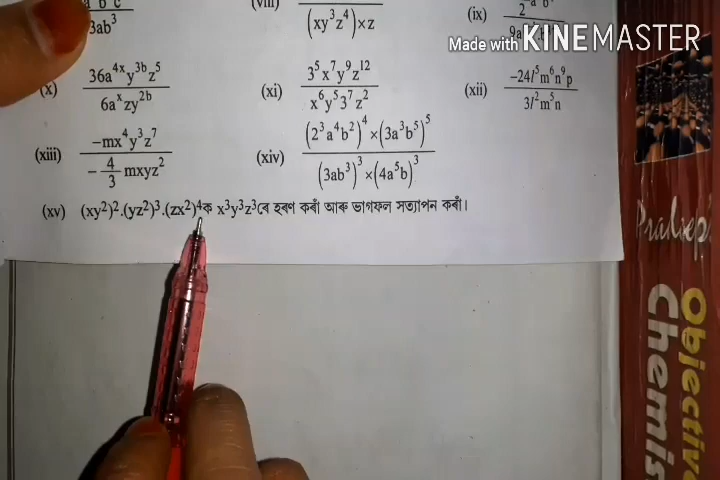 (viii) / (xy³z⁴)×z
(ix) 
3ab³
Made with KINEMASTER
(x) 36a⁴ˣy³ᵇz⁵ / 6aˣzy²ᵇ
(xi) 3⁵x⁷y⁹z¹² / x⁶y⁵3⁷z²
(xii) −24l⁵m⁶n⁹p / 3l²m⁵n
(xiii) −mx⁴y³z⁷ / −4/3 mxyz²
(xiv) (2³a⁴b²)⁴×(3a³b⁵)⁵ / (3ab³)³×(4a⁵b)³
(xv) (xy²)².(yz²)³.(zx²)⁴ক x³y³z³ৰে হৰণ কৰাঁ আৰু ভাগফল সত্যাপন কৰাঁ।
Pradeep's
Objective
Chemis